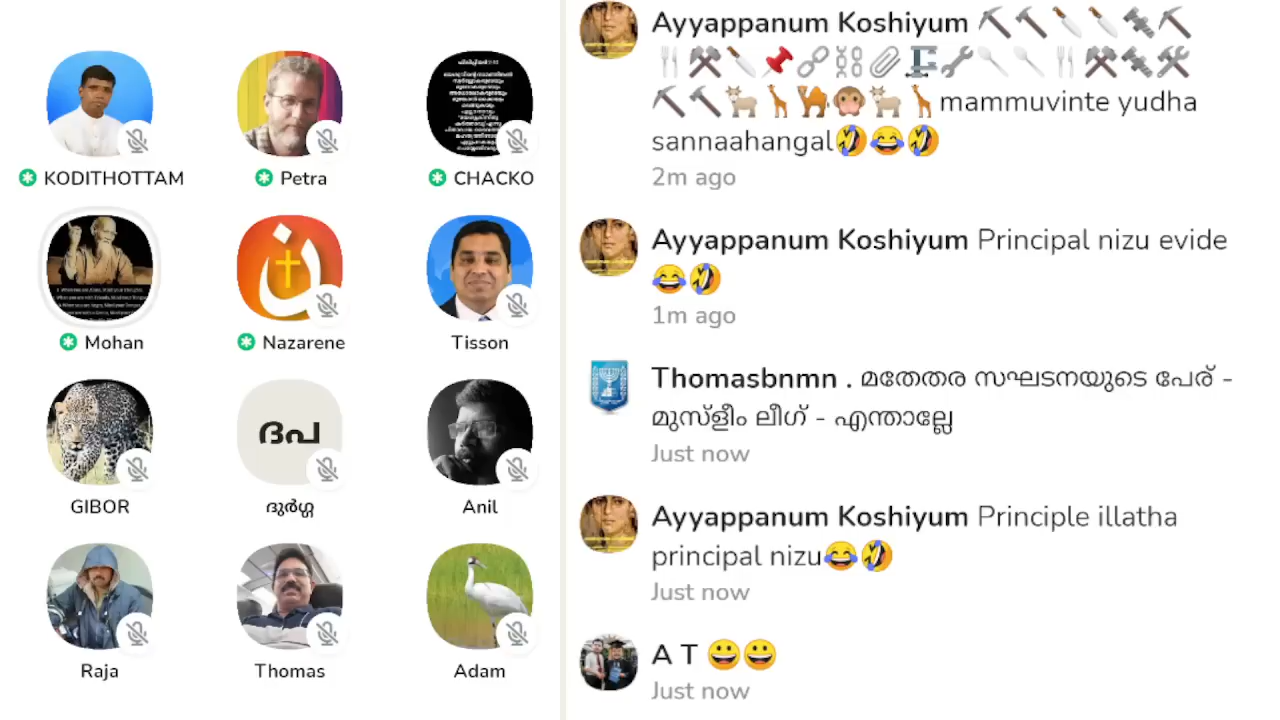 KODITHOTTAM
Petra
CHACKO
Mohan
Nazarene
Tisson
GIBOR
ദപ
ദുർഗ്ഗ
Anil
Raja
Thomas
Adam
Ayyappanum Koshiyum
mammuvinte yudha
sannaahangal
2m ago
Ayyappanum Koshiyum Principal nizu evide
1m ago
Thomasbnmn . മതേതര സഘടനയുടെ പേര് -
മുസ്ളീം ലീഗ് - എന്താല്ലേ
Just now
Ayyappanum Koshiyum Principle illatha
principal nizu
Just now
A T
Just now